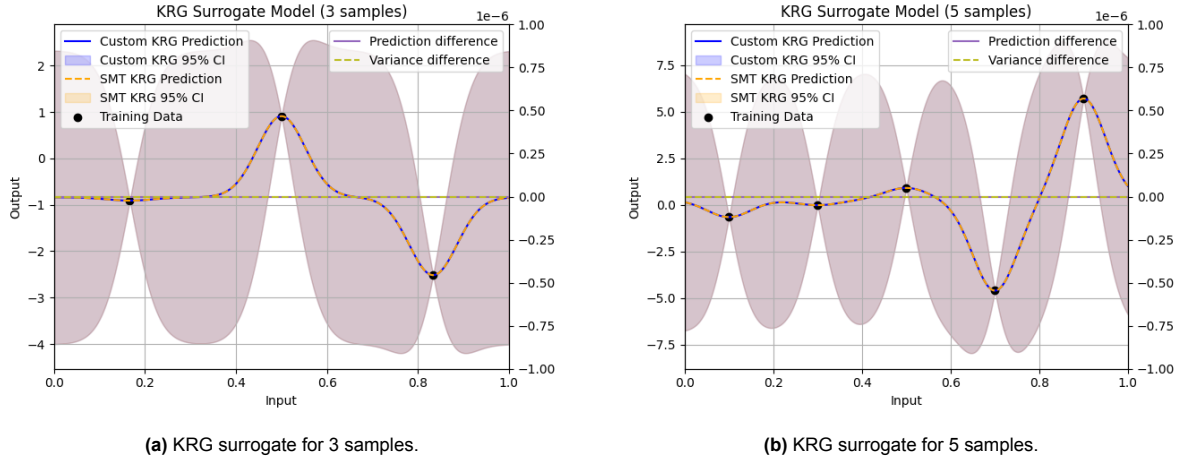 KRG Surrogate Model (3 samples)
1e−6
Custom KRG Prediction
Custom KRG 95% CI
SMT KRG Prediction
SMT KRG 95% CI
Training Data
Prediction difference
Variance difference
2
1
0
−1
−2
−3
−4
Output
1.00
0.75
0.50
0.25
0.00
−0.25
−0.50
−0.75
−1.00
0.0 0.2 0.4 0.6 0.8 1.0
Input
(a) KRG surrogate for 3 samples.
KRG Surrogate Model (5 samples)
1e−6
Custom KRG Prediction
Custom KRG 95% CI
SMT KRG Prediction
SMT KRG 95% CI
Training Data
Prediction difference
Variance difference
7.5
5.0
2.5
0.0
−2.5
−5.0
−7.5
Output
1.00
0.75
0.50
0.25
0.00
−0.25
−0.50
−0.75
−1.00
0.0 0.2 0.4 0.6 0.8 1.0
Input
(b) KRG surrogate for 5 samples.